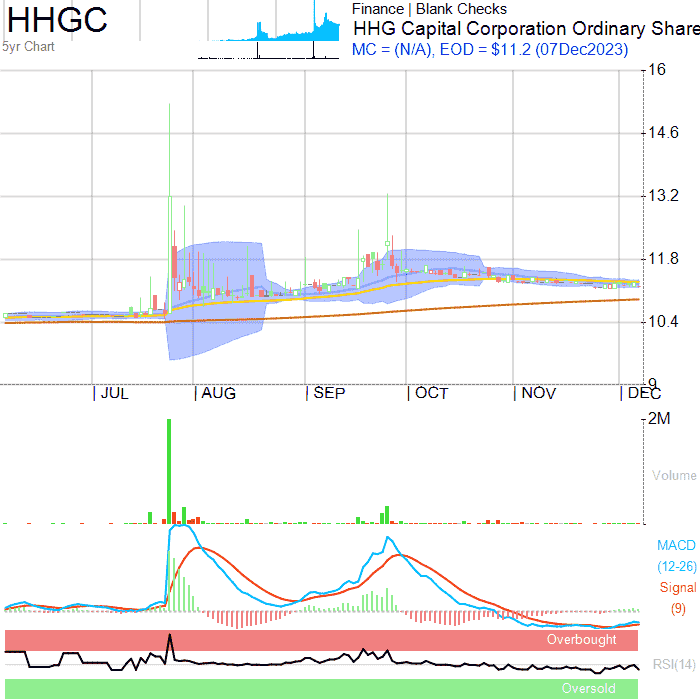 HHGC
5yr Chart
Finance | Blank Checks
HHG Capital Corporation Ordinary Share
MC = (N/A), EOD = $11.2 (07Dec2023)
16
14.6
13.2
11.8
10.4
9
JUL
AUG
SEP
OCT
NOV
DEC
2M
Volume
MACD
(12-26)
Signal
(9)
Overbought
RSI(14)
Oversold